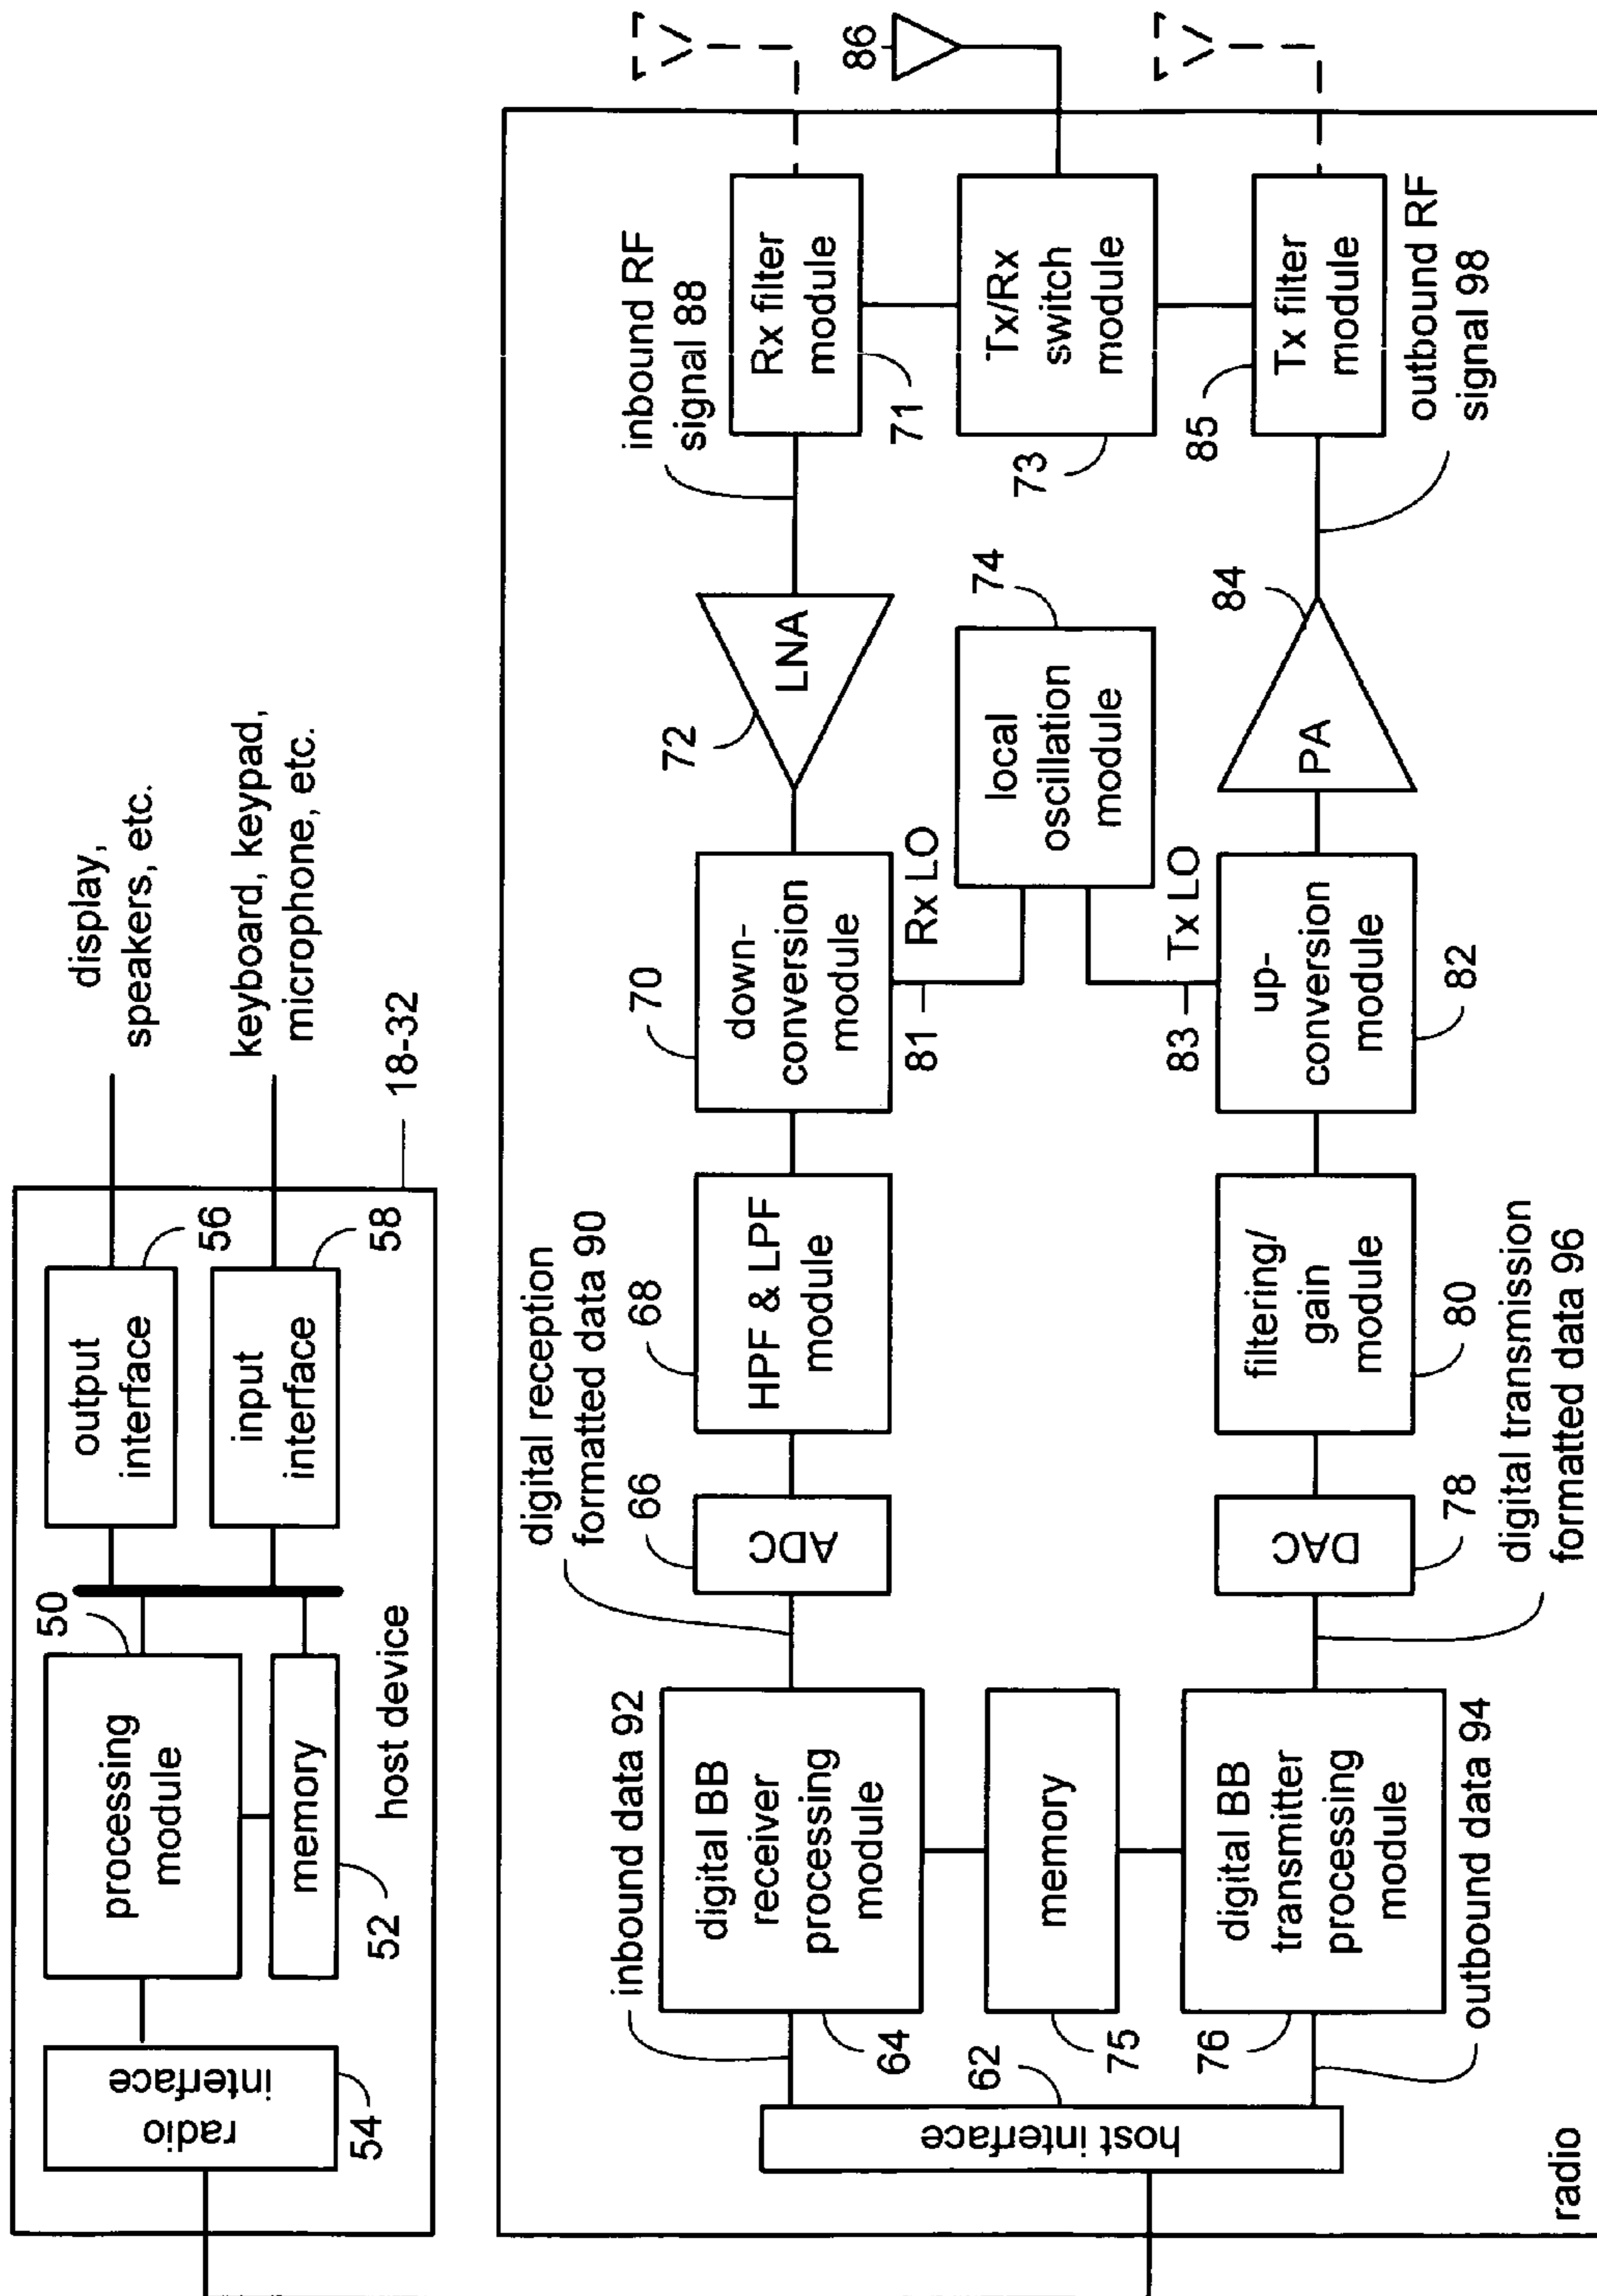 display,
speakers, etc.
keyboard, keypad,
microphone, etc.
18-32
radio
interface
54
processing
module
50
memory
52
host device
output
interface
56
input
interface
58
radio
host interface
62
inbound data 92
digital BB
receiver
processing
module
64
memory
75
digital BB
transmitter
processing
module
76
outbound data 94
digital reception
formatted data 90
ADC
66
HPF & LPF
module
68
down-
conversion
module
70
LNA
72
inbound RF
signal 88
Rx filter
module
71
Tx/Rx
switch
module
73
86
local
oscillation
module
74
Rx LO
81
Tx LO
83
DAC
78
digital transmission
formatted data 96
filtering/
gain
module
80
up-
conversion
module
82
PA
84
outbound RF
signal 98
Tx filter
module
85